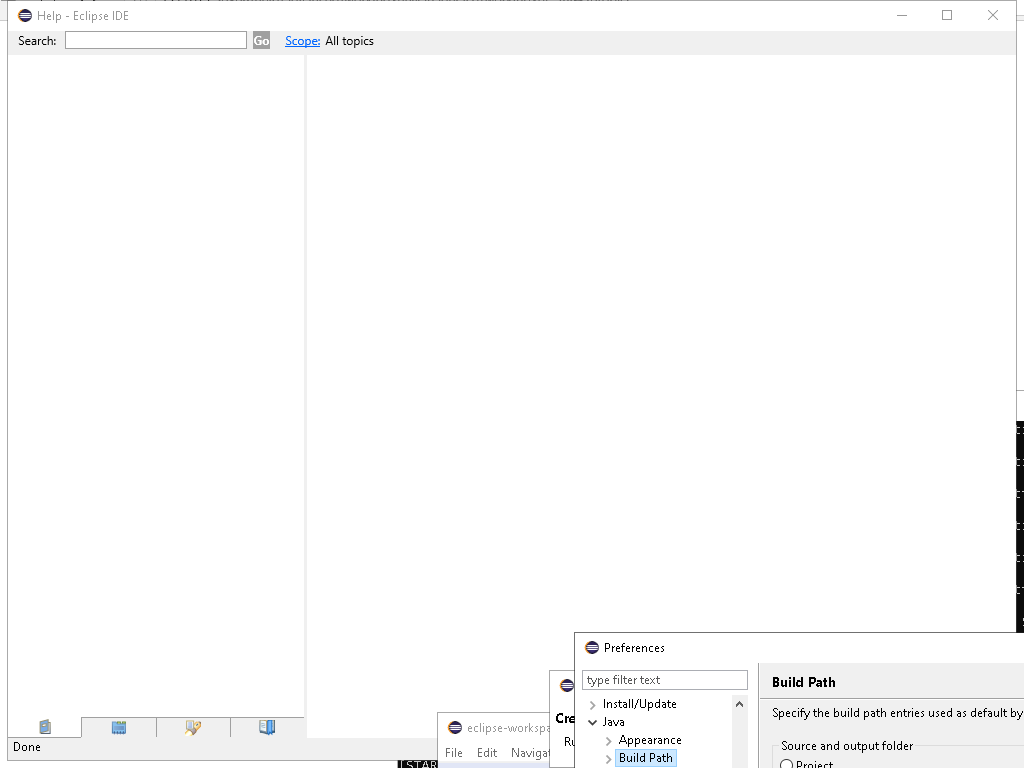 Help - Eclipse IDE
Search: Go Scope: All topics
Done
Preferences
type filter text
Install/Update
Java
Appearance
Build Path
Build Path
Specify the build path entries used as default by
Source and output folder
Project
Cre
Ru
eclipse-workspa
File Edit Navigat
[STAR